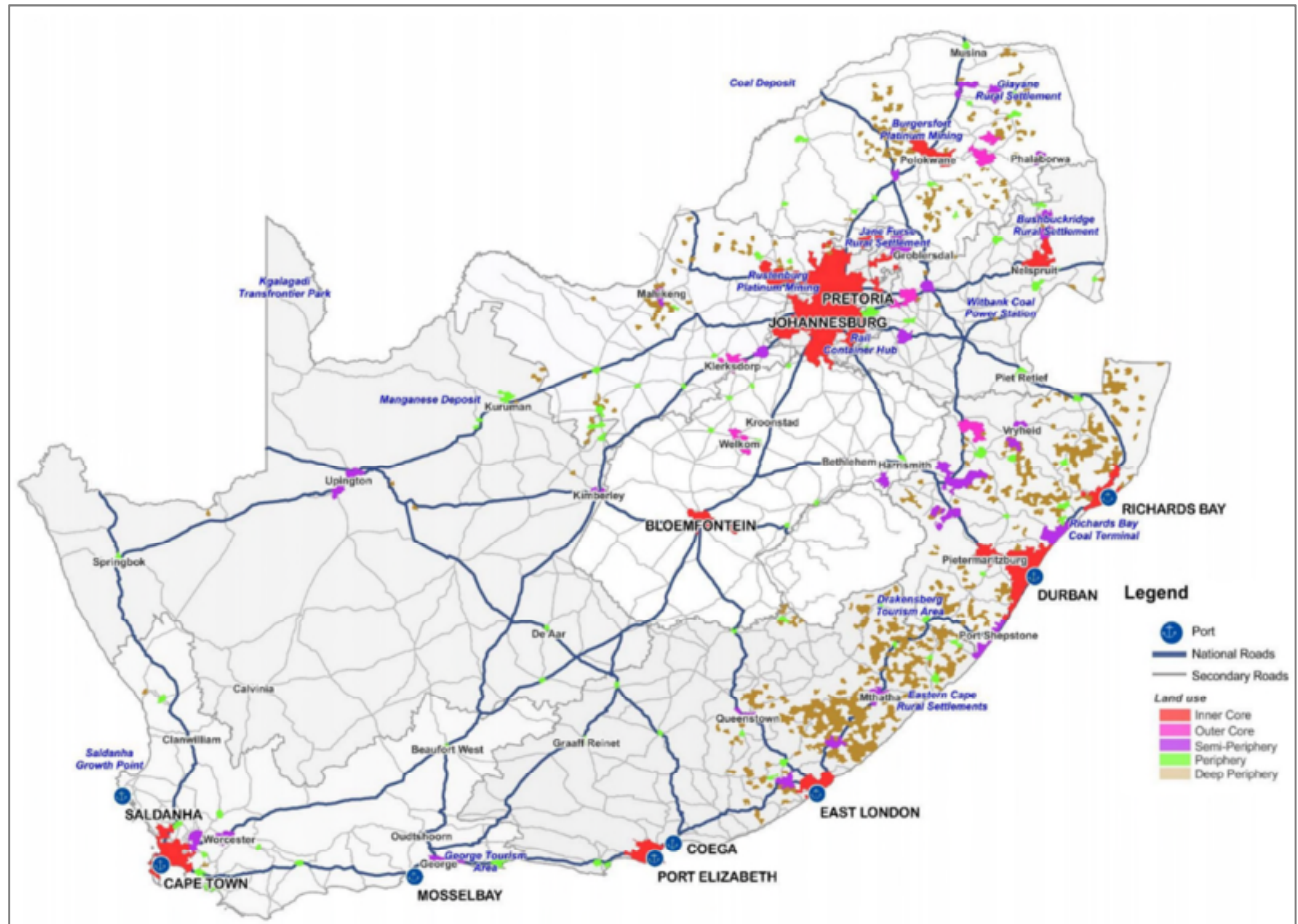 Musina
Coal Deposit
Giayane
Rural Settlement
Burgersfort
Platinum Mining
Polokwane
Phalaborwa
Bushbuckridge
Rural Settlement
Jane Furse
Rural Settlement
Groblersdal
Nelspruit
Kgalagadi
Transfrontier Park
Rustenburg
Platinum Mining
Mahikeng
PRETORIA
Witbank Coal
Power Station
JOHANNESBURG
Rail
Container Hub
Klerksdorp
Piet Retief
Manganese Deposit
Kuruman
Kroonstad
Welkom
Vryheid
Bethlehem
Harrismith
Upington
Kimberley
RICHARDS BAY
BLOEMFONTEIN
Richards Bay
Coal Terminal
Springbok
Pietermaritzburg
DURBAN
Drakensberg
Tourism Area
De Aar
Port Shepstone
Calvinia
Mthatha
Eastern Cape
Rural Settlements
Queenstown
Clanwilliam
Beaufort West
Graaff Reinet
Saldanha
Growth Point
SALDANHA
EAST LONDON
Worcester
Oudtshoorn
COEGA
George
George Tourism
Area
CAPE TOWN
PORT ELIZABETH
MOSSELBAY
Legend
Port
National Roads
Secondary Roads
Land use
Inner Core
Outer Core
Semi-Periphery
Periphery
Deep Periphery